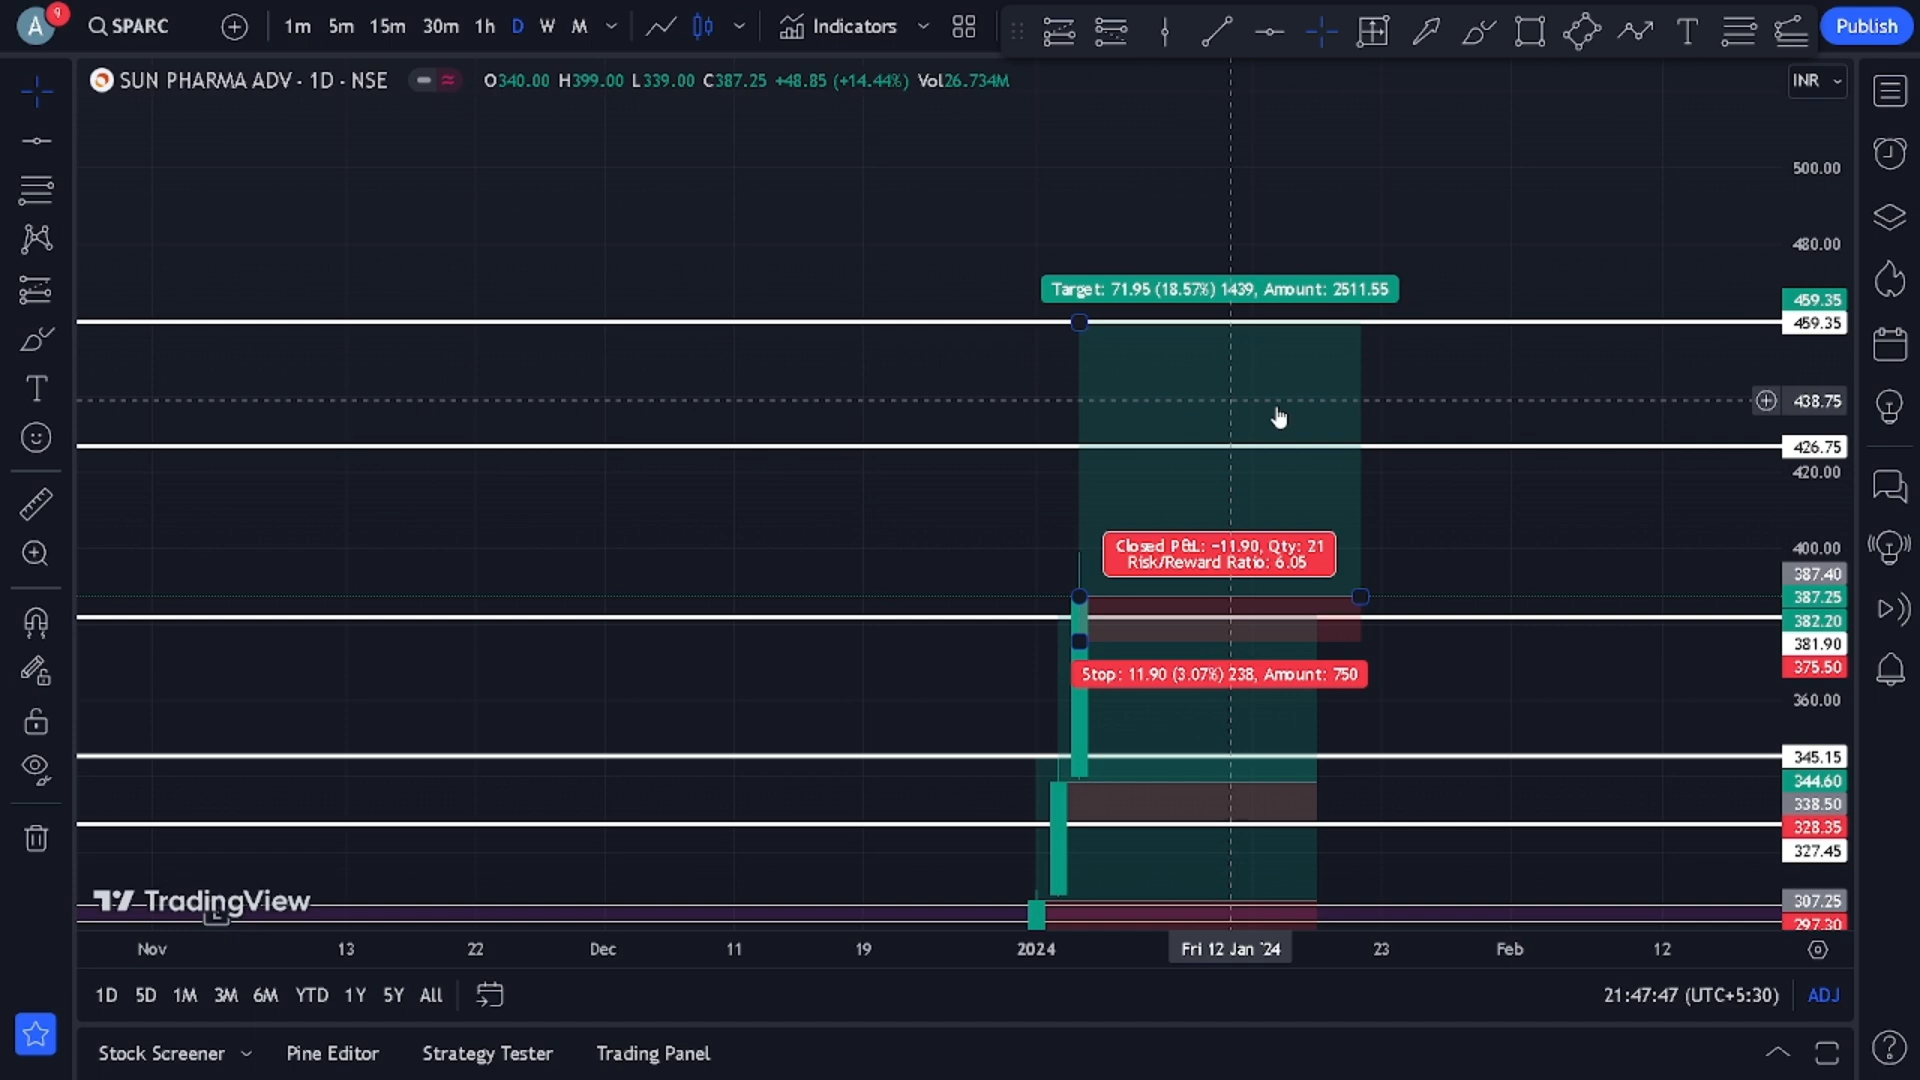 A
9
SPARC
1m 5m 15m 30m 1h D W M
Indicators
T
Publish
SUN PHARMA ADV · 1D · NSE
O340.00 H399.00 L339.00 C387.25 +48.85 (+14.44%) Vol26.734M
INR
500.00
480.00
Target: 71.95 (18.57%) 1439, Amount: 2511.55
459.35
459.35
438.75
426.75
420.00
Closed P&L: −11.90, Qty: 21
Risk/Reward Ratio: 6.05
400.00
387.40
387.25
382.20
381.90
375.50
Stop: 11.90 (3.07%) 238, Amount: 750
360.00
345.15
344.60
338.50
328.35
327.45
307.25
297.30
TradingView
E
Nov 13 22 Dec 11 19 2024 Fri 12 Jan '24 23 Feb 12
1D 5D 1M 3M 6M YTD 1Y 5Y All
21:47:47 (UTC+5:30) ADJ
Stock Screener Pine Editor Strategy Tester Trading Panel